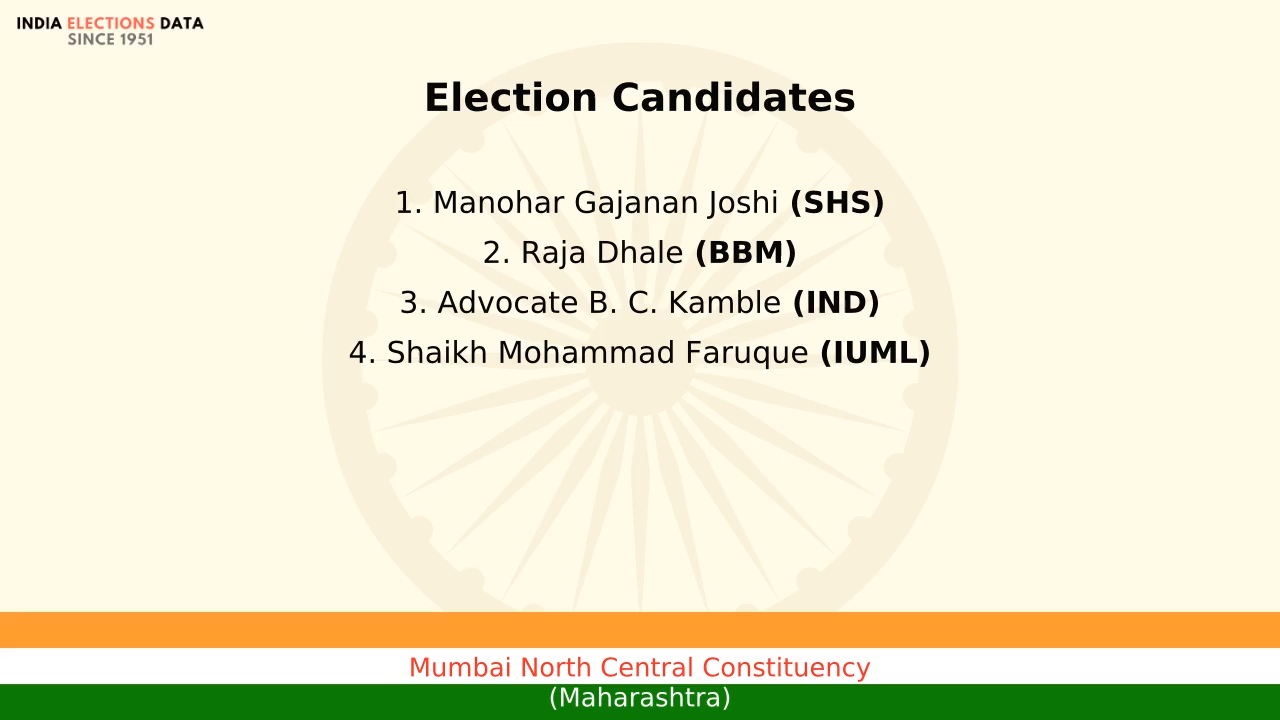 INDIA ELECTIONS DATA
SINCE 1951
Election Candidates
1. Manohar Gajanan Joshi (SHS)
2. Raja Dhale (BBM)
3. Advocate B. C. Kamble (IND)
4. Shaikh Mohammad Faruque (IUML)
Mumbai North Central Constituency
(Maharashtra)